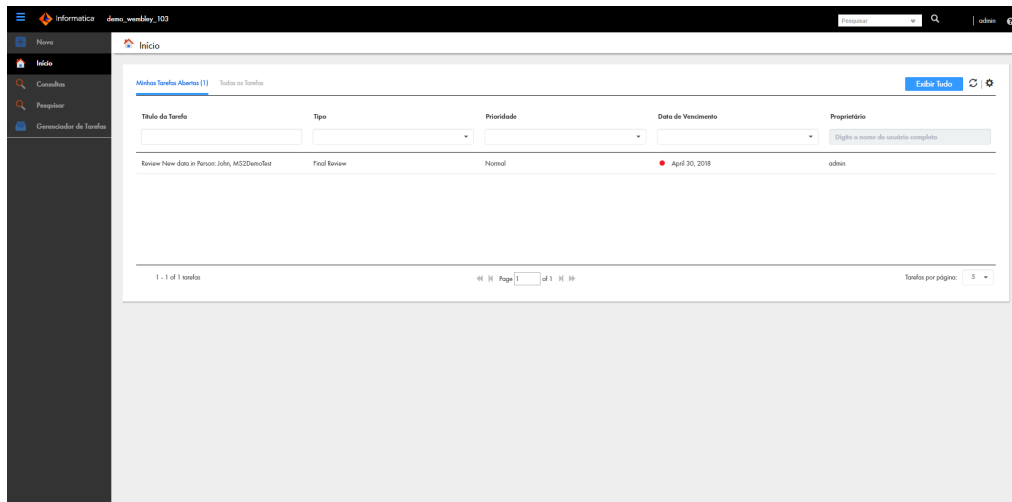 Informatica demo_wembley_103 Pesquisar admin
Novo
Início
Início
Consultas
Minhas Tarefas Abertas (1) Todas as Tarefas Exibir Tudo
Pesquisar
Gerenciador de Tarefas
Título da Tarefa Tipo Prioridade Data de Vencimento Proprietário
Digite o nome de usuário completo
Review New data in Person: John, MS2DemoTest Final Review Normal April 30, 2018 admin
1 - 1 of 1 tarefas Page 1 of 1 Tarefas por página: 5